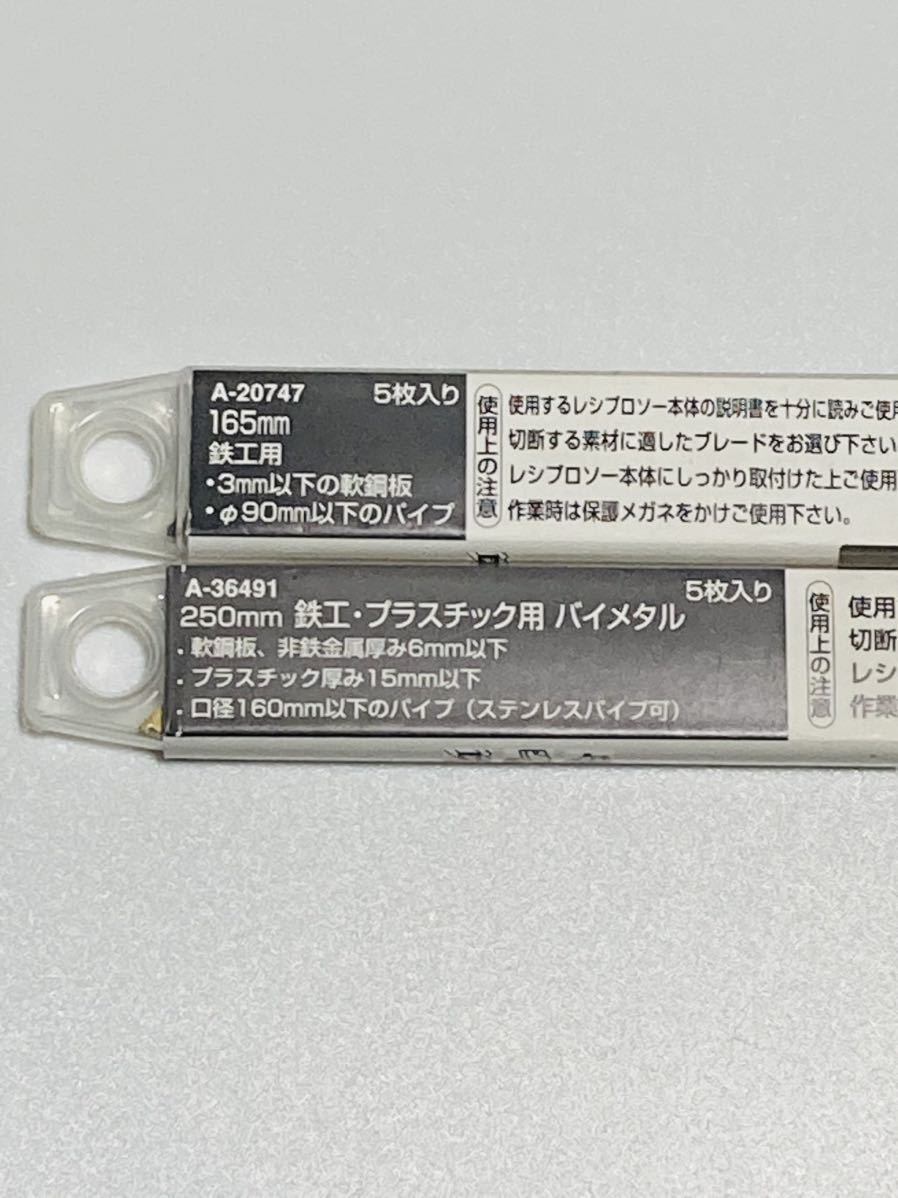 A-20747 5枚入り
165mm
鉄工用
・3mm以下の軟鋼板
・φ90mm以下のパイプ
使用上の注意
使用するレシプロソー本体の説明書を十分に読みご使用
切断する素材に適したブレードをお選び下さい
レシプロソー本体にしっかり取付けた上ご使用
作業時は保護メガネをかけご使用下さい。
A-36491 5枚入り
250mm 鉄工・プラスチック用 バイメタル
・軟鋼板、非鉄金属厚み6mm以下
・プラスチック厚み15mm以下
・口径160mm以下のパイプ（ステンレスパイプ可）
使用上の注意
使用
切断
レシ
作業